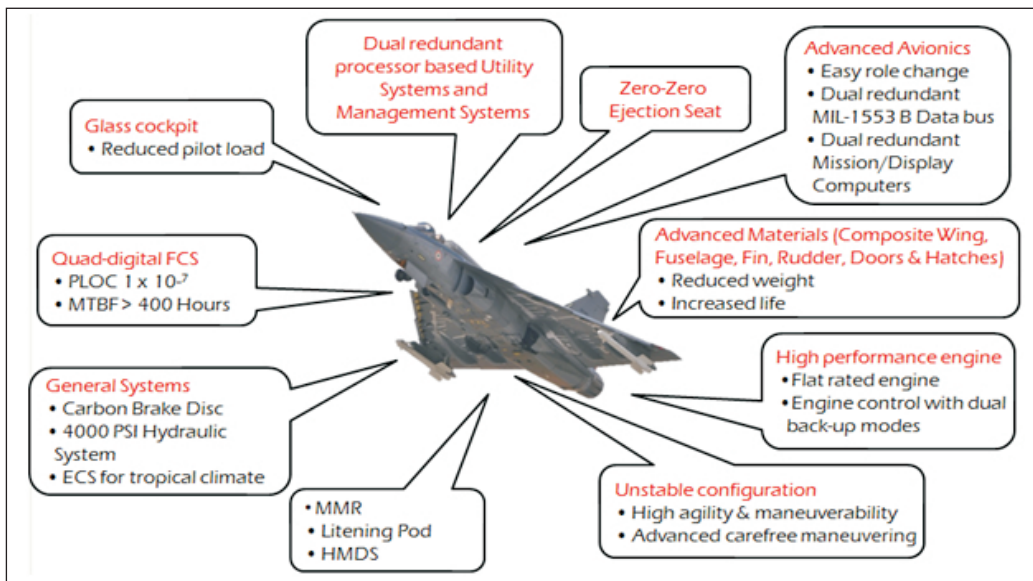 Dual redundant
processor based Utility
Systems and
Management Systems
Zero-Zero
Ejection Seat
Advanced Avionics
• Easy role change
• Dual redundant
MIL-1553 B Data bus
• Dual redundant
Mission/Display
Computers
Glass cockpit
• Reduced pilot load
Quad-digital FCS
• PLOC 1 x 10-⁷
• MTBF > 400 Hours
Advanced Materials (Composite Wing,
Fuselage, Fin, Rudder, Doors & Hatches)
• Reduced weight
• Increased life
General Systems
• Carbon Brake Disc
• 4000 PSI Hydraulic
System
• ECS for tropical climate
High performance engine
• Flat rated engine
• Engine control with dual
back-up modes
• MMR
• Litening Pod
• HMDS
Unstable configuration
• High agility & maneuverability
• Advanced carefree maneuvering